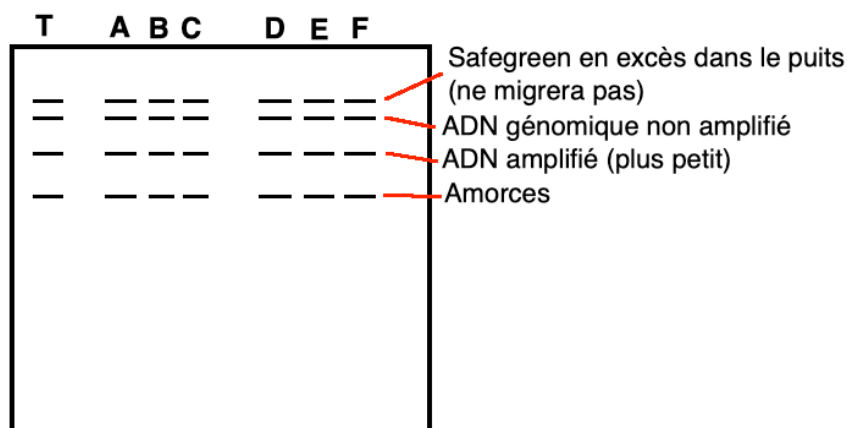 T A B C D E F
Safegreen en excès dans le puits
(ne migrera pas)
ADN génomique non amplifié
ADN amplifié (plus petit)
Amorces